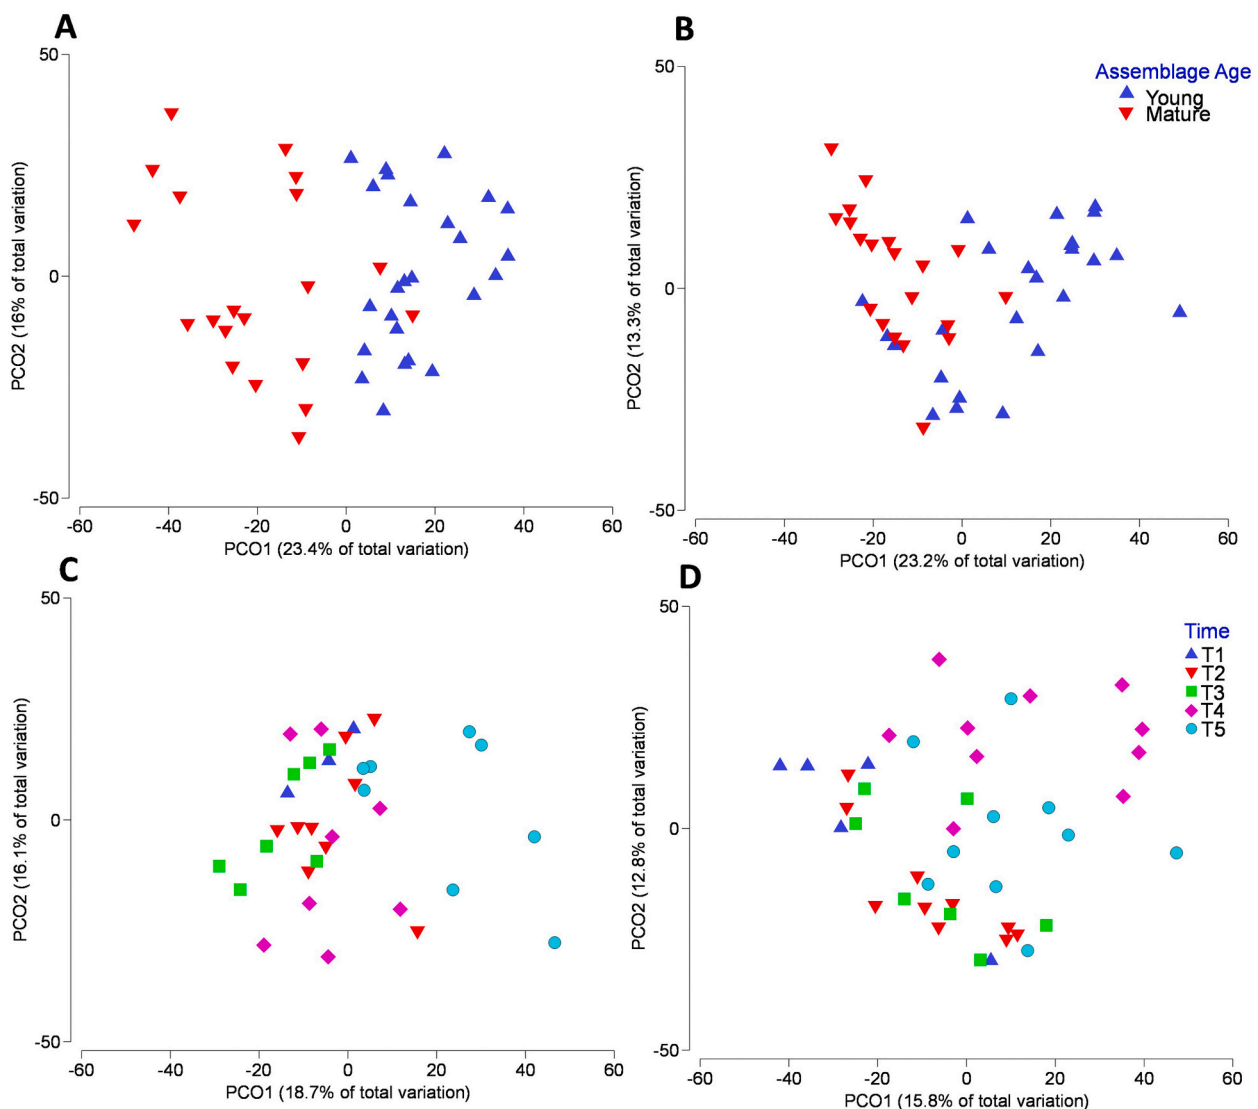 A
50
0
-50
PCO2 (16% of total variation)
-60 -40 -20 0 20 40 60
PCO1 (23.4% of total variation)
B
Assemblage Age
Young
Mature
50
0
-50
PCO2 (13.3% of total variation)
-60 -40 -20 0 20 40 60
PCO1 (23.2% of total variation)
C
50
0
-50
PCO2 (16.1% of total variation)
-60 -40 -20 0 20 40 60
PCO1 (18.7% of total variation)
D
Time
T1
T2
T3
T4
T5
50
0
-50
PCO2 (12.8% of total variation)
-60 -40 -20 0 20 40 60
PCO1 (15.8% of total variation)